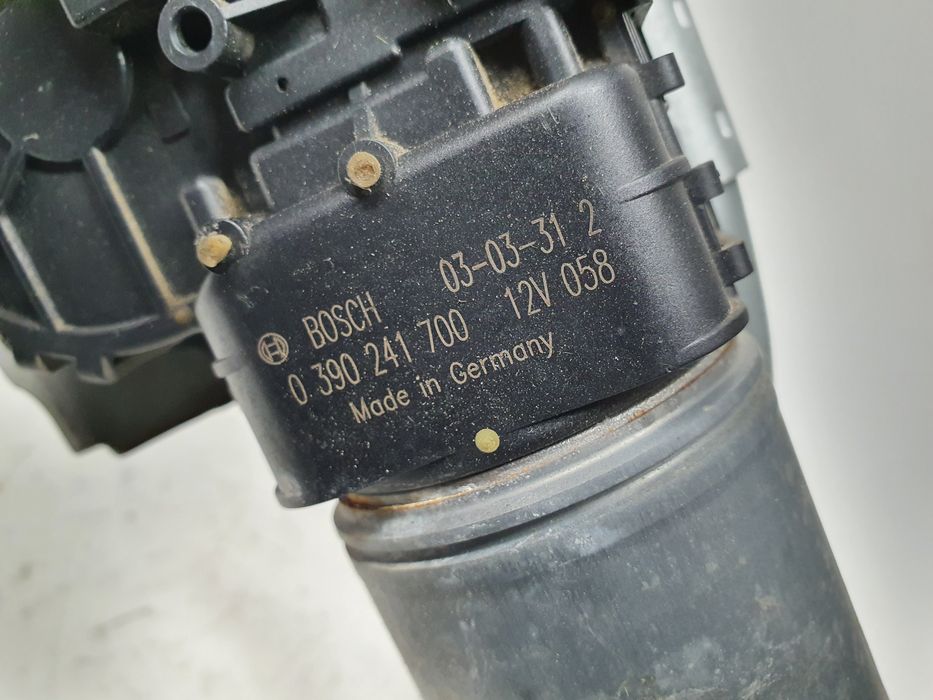 BOSCH 03-03-31 2
0 390 241 700 12V 058
Made in Germany